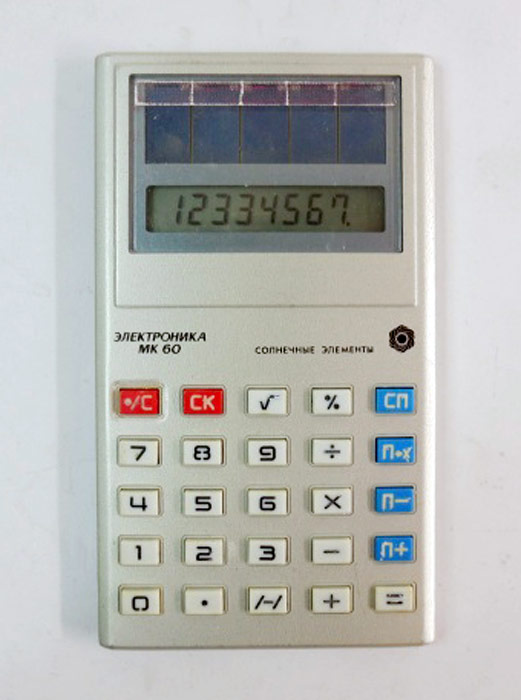 12334567.
ЭЛЕКТРОНИКА
МК 60
СОЛНЕЧНЫЕ ЭЛЕМЕНТЫ
•/С СК √ % СП
7 8 9 ÷ П→х
4 5 6 × П−
1 2 3 − П+
0 • /−/ + =